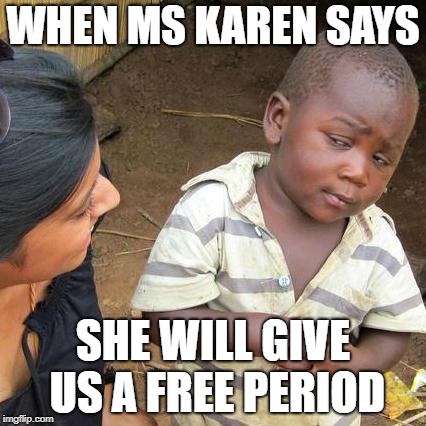 WHEN MS KAREN SAYS
SHE WILL GIVE
US A FREE PERIOD
imgflip.com